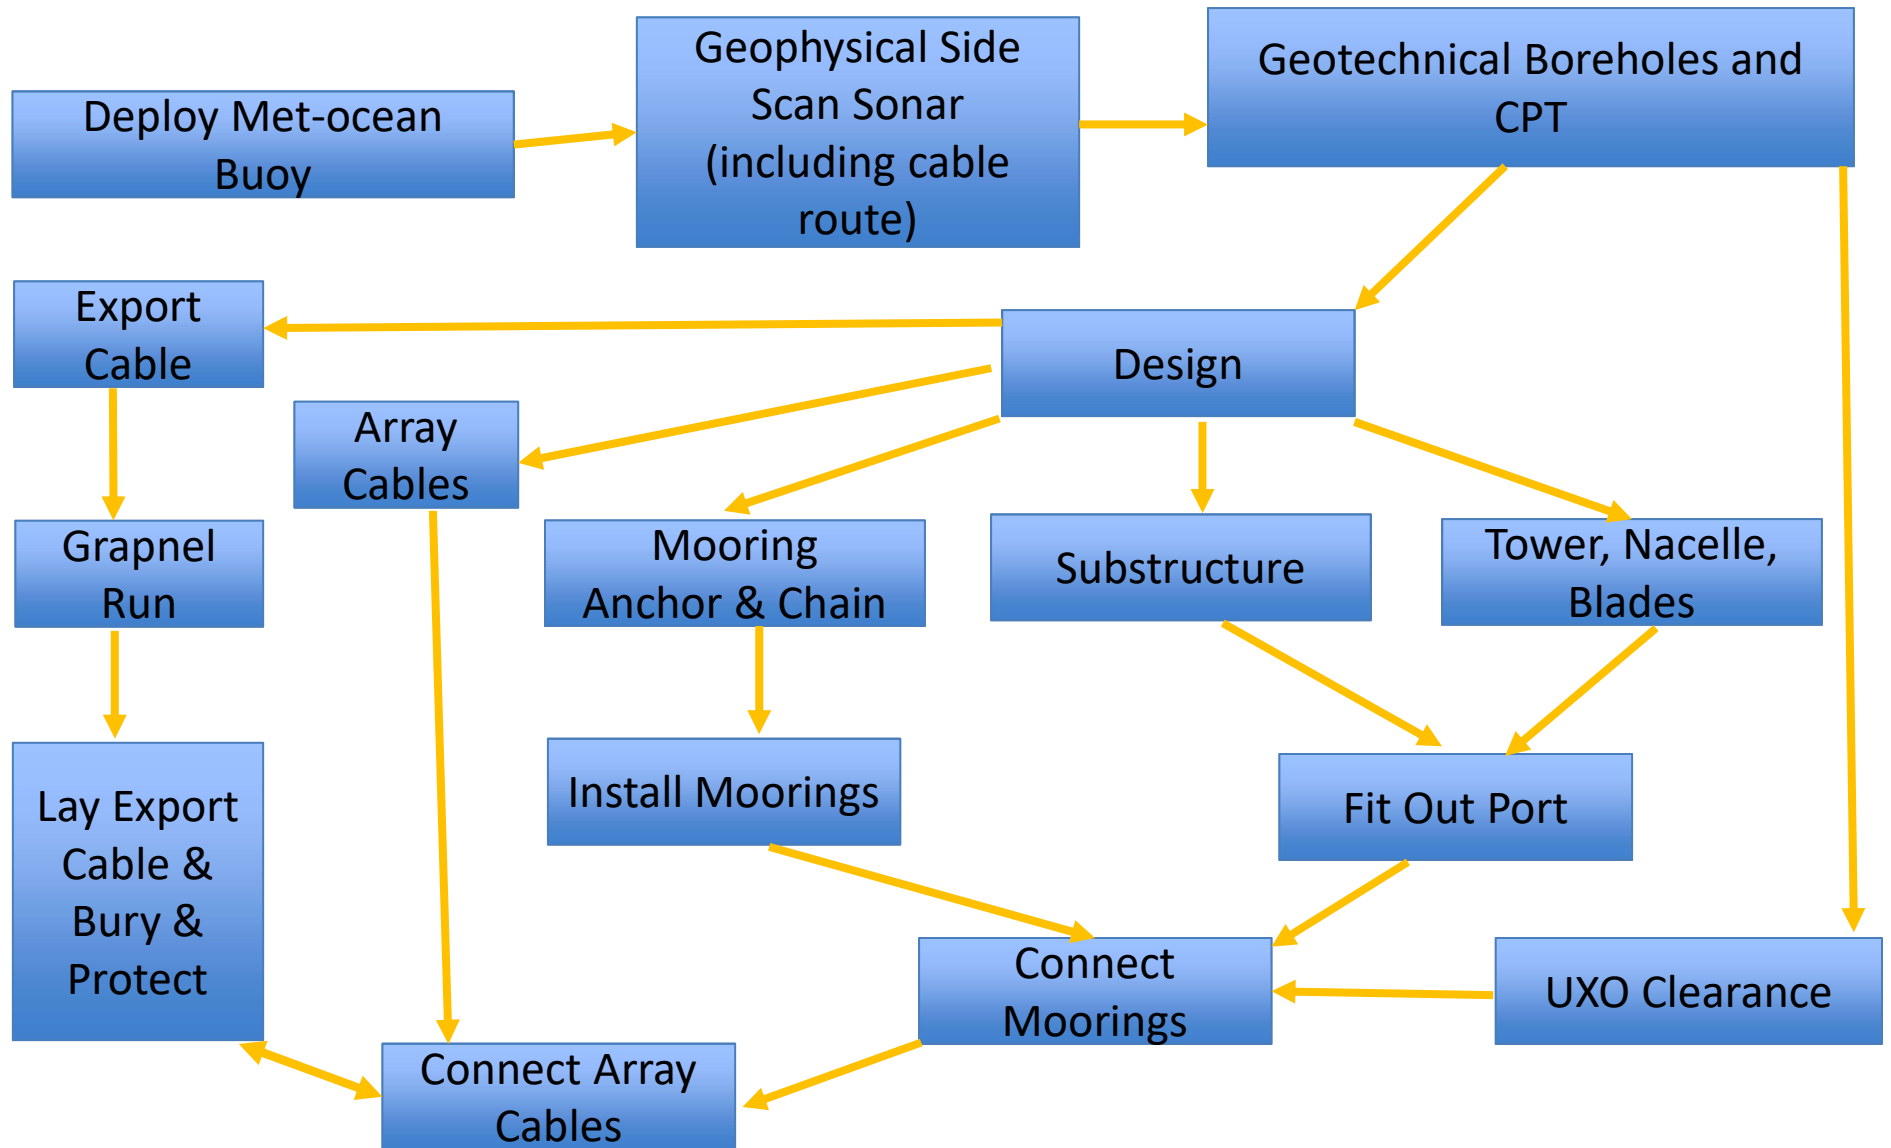 Deploy Met-ocean
Buoy
Geophysical Side
Scan Sonar
(including cable
route)
Geotechnical Boreholes and
CPT
Export
Cable
Design
Array
Cables
Grapnel
Run
Mooring
Anchor & Chain
Substructure
Tower, Nacelle,
Blades
Lay Export
Cable &
Bury &
Protect
Install Moorings
Fit Out Port
Connect
Moorings
UXO Clearance
Connect Array
Cables